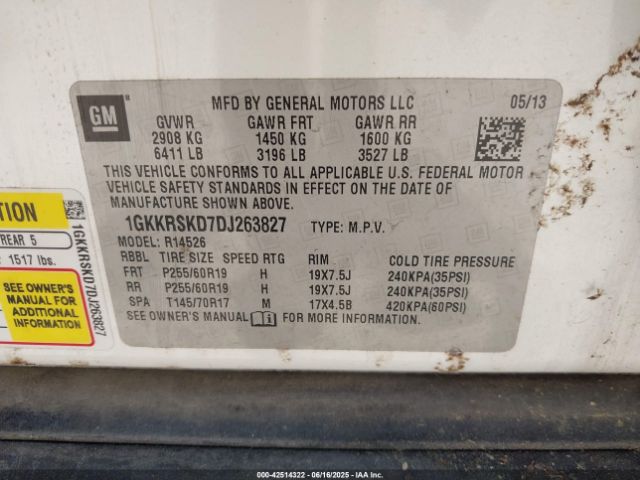 GM
MFD BY GENERAL MOTORS LLC 05/13
GVWR GAWR FRT GAWR RR
2908 KG 1450 KG 1600 KG
6411 LB 3196 LB 3527 LB
THIS VEHICLE CONFORMS TO ALL APPLICABLE U.S. FEDERAL MOTOR
VEHICLE SAFETY STANDARDS IN EFFECT ON THE DATE OF
MANUFACTURE SHOWN ABOVE.
1GKKRSKD7DJ263827 TYPE: M.P.V.
MODEL: R14526
RBBL TIRE SIZE SPEED RTG RIM COLD TIRE PRESSURE
FRT P255/60R19 H 19X7.5J 240KPA(35PSI)
RR P255/60R19 H 19X7.5J 240KPA(35PSI)
SPA T145/70R17 M 17X4.5B 420KPA(60PSI)
SEE OWNER'S MANUAL FOR MORE INFORMATION
REAR 5
1517 lbs.
SEE OWNER'S
MANUAL FOR
ADDITIONAL
INFORMATION
1GKKRSKD7DJ263827
000-42514322 - 06/16/2025 - IAA Inc.